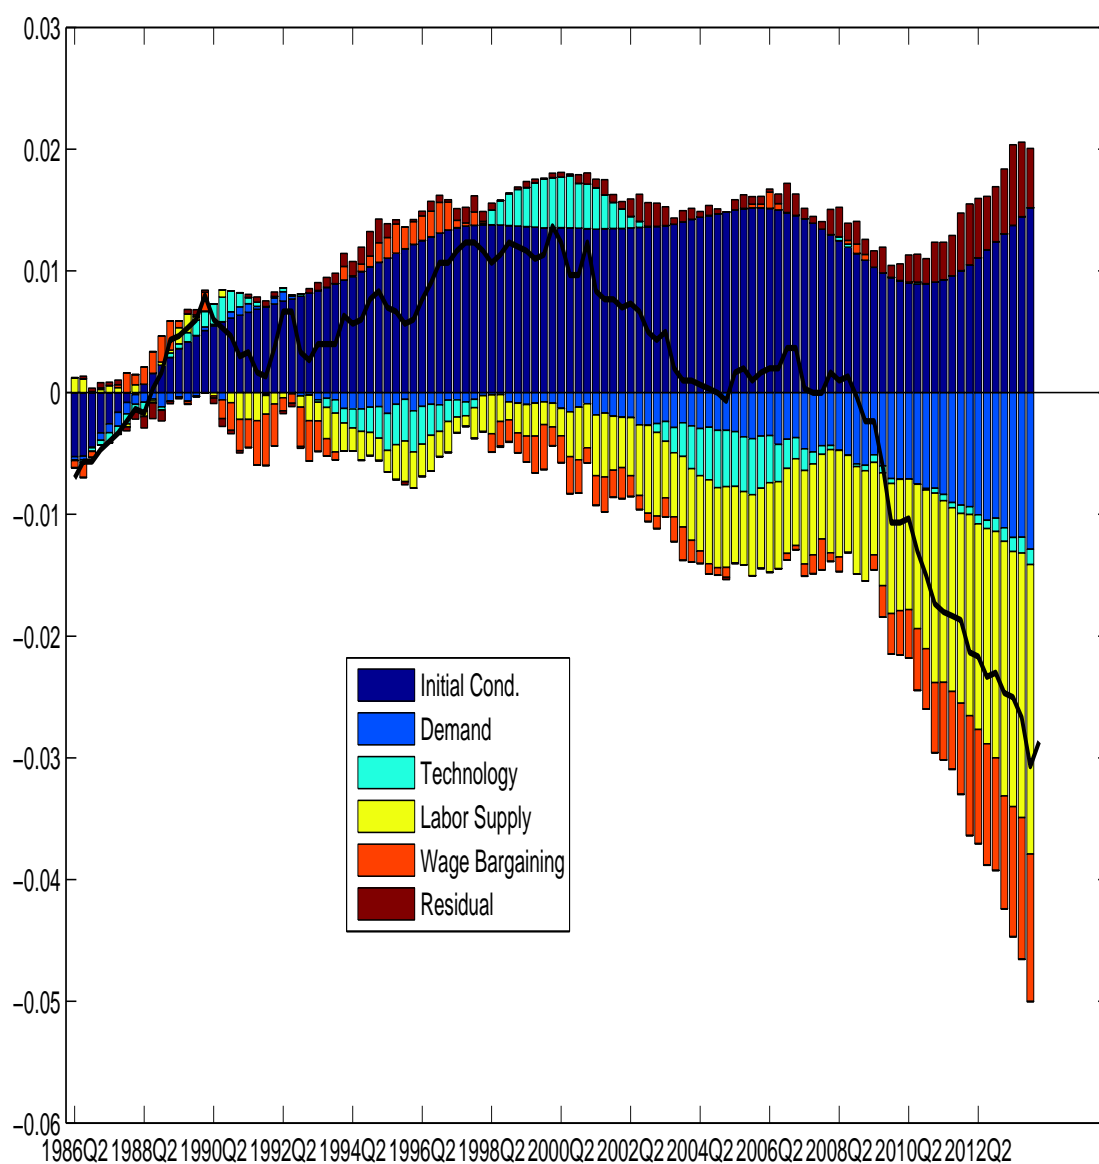 0.03
0.02
0.01
0
−0.01
−0.02
−0.03
−0.04
−0.05
−0.06
Initial Cond.
Demand
Technology
Labor Supply
Wage Bargaining
Residual
1986Q2 1988Q2 1990Q2 1992Q2 1994Q2 1996Q2 1998Q2 2000Q2 2002Q2 2004Q2 2006Q2 2008Q2 2010Q2 2012Q2